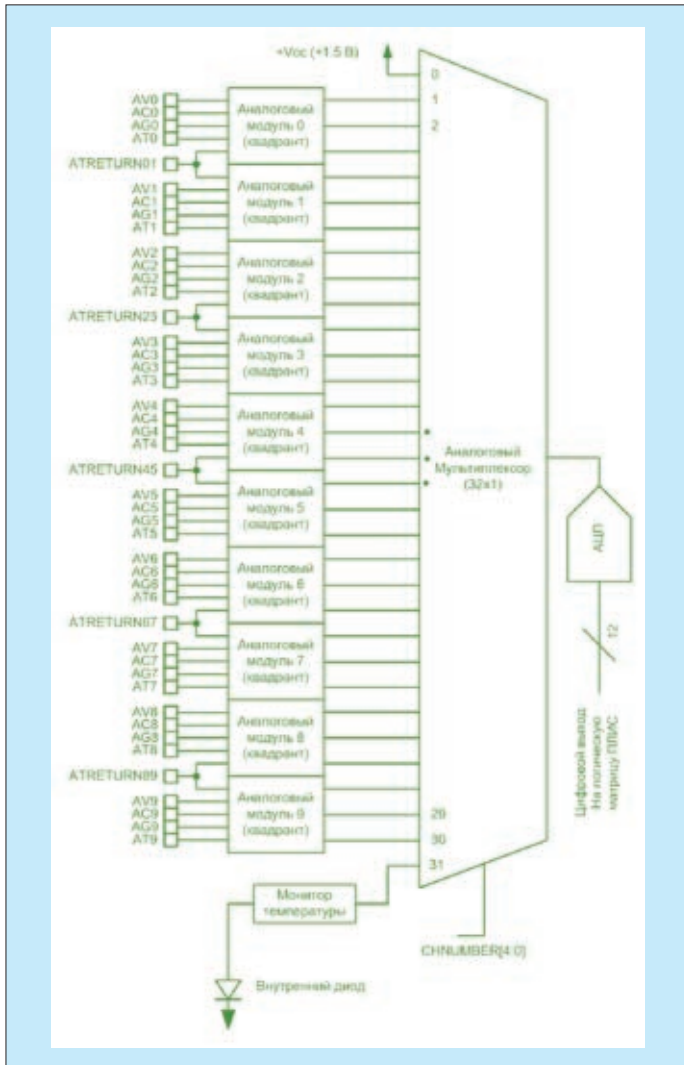 +Vcc (+1.5 В)
0
1
2
AV0
AC0
AG0
AT0
Аналоговый
модуль 0
(квадрант)
ATRETURN01
AV1
AC1
AG1
AT1
Аналоговый
модуль 1
(квадрант)
AV2
AC2
AG2
AT2
Аналоговый
модуль 2
(квадрант)
ATRETURN23
AV3
AC3
AG3
AT3
Аналоговый
модуль 3
(квадрант)
AV4
AC4
AG4
AT4
Аналоговый
модуль 4
(квадрант)
ATRETURN45
AV5
AC5
AG5
AT5
Аналоговый
модуль 5
(квадрант)
Аналоговый
Мультиплексор
(32x1)
АЦП
12
Цифровой выход
На логическую
матрицу ПЛИС
AV6
AC6
AG6
AT6
Аналоговый
модуль 6
(квадрант)
ATRETURN67
AV7
AC7
AG7
AT7
Аналоговый
модуль 7
(квадрант)
AV8
AC8
AG8
AT8
Аналоговый
модуль 8
(квадрант)
ATRETURN89
AV9
AC9
AG9
AT9
Аналоговый
модуль 9
(квадрант)
29
30
31
Монитор
температуры
CHNUMBER[4:0]
Внутренний диод